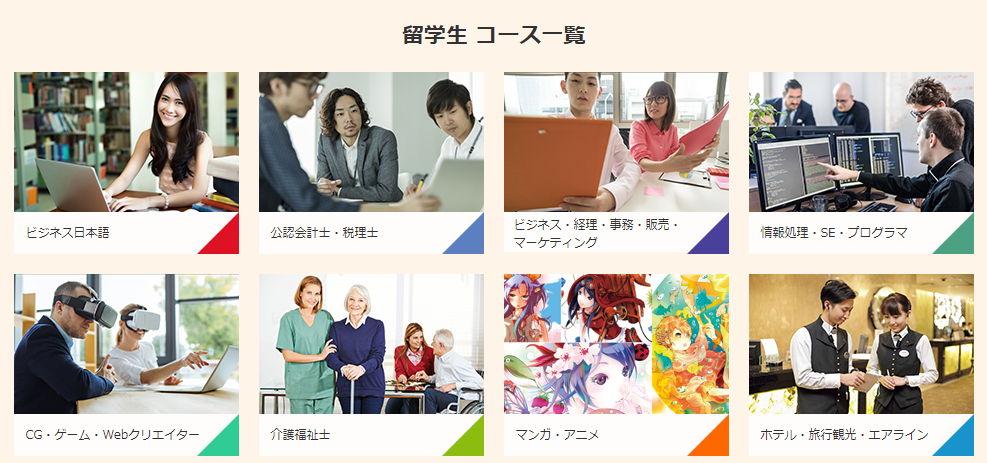 留学生 コース一覧
ビジネス日本語
公認会計士・税理士
ビジネス・経理・事務・販売・
マーケティング
情報処理・SE・プログラマ
CG・ゲーム・Webクリエイター
介護福祉士
マンガ・アニメ
ホテル・旅行観光・エアライン